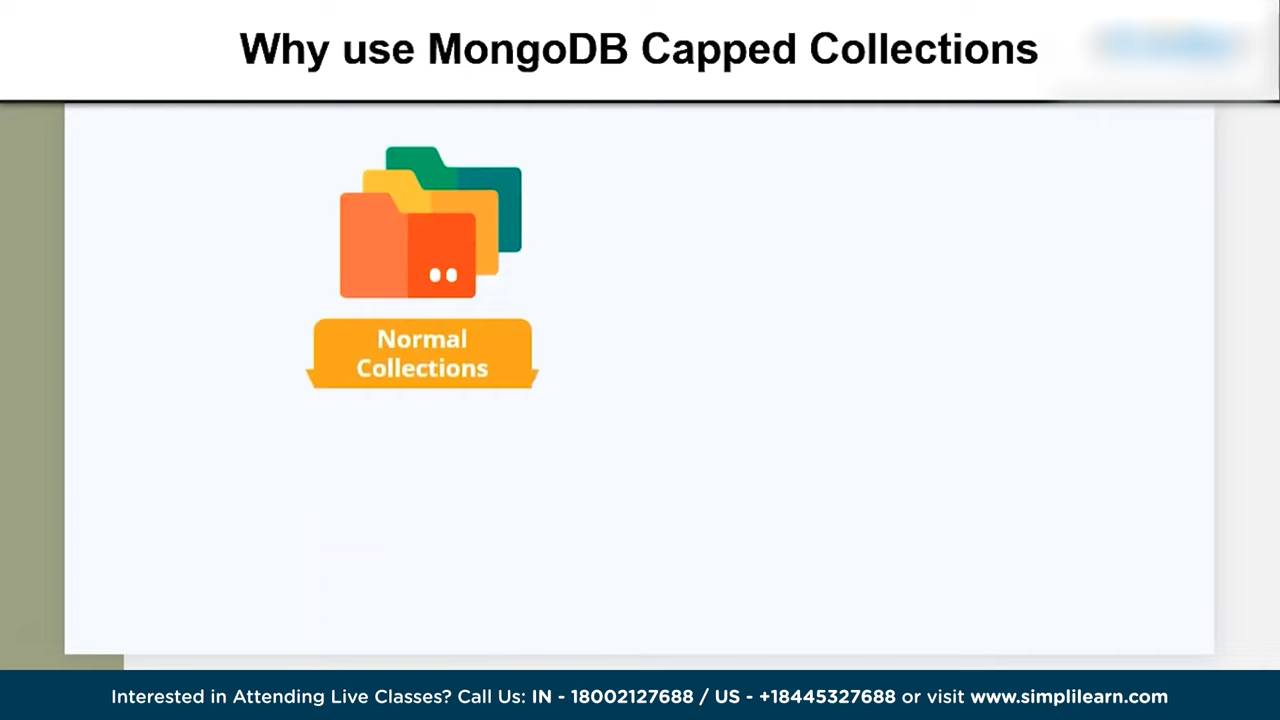 Why use MongoDB Capped Collections
Normal
Collections
Interested in Attending Live Classes? Call Us: IN - 18002127688 / US - +18445327688 or visit www.simplilearn.com